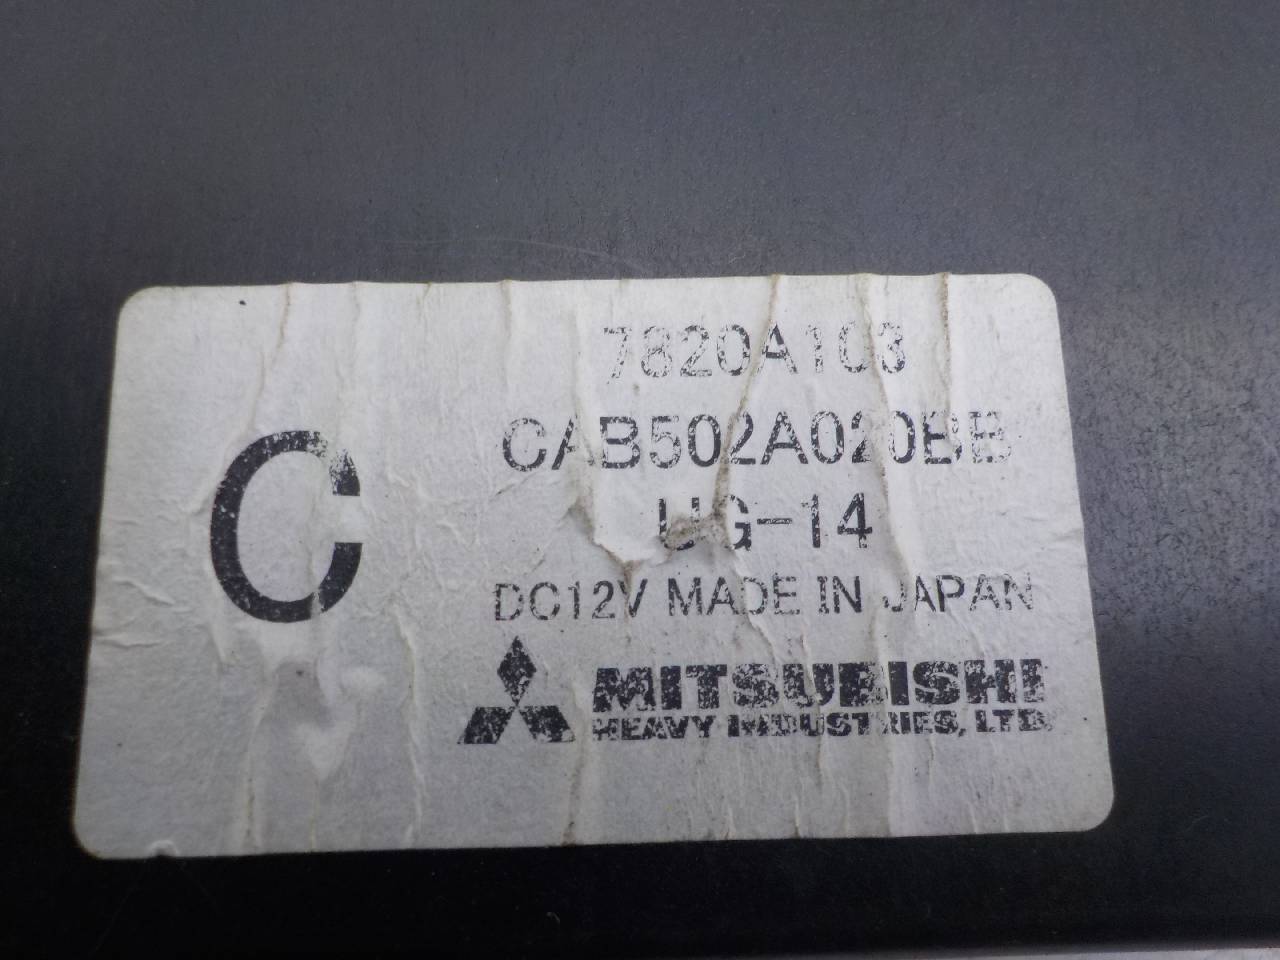 7820A103
CAB502A020BB
C
UG-14
DC12V MADE IN JAPAN
MITSUBISHI
HEAVY INDUSTRIES, LTD.